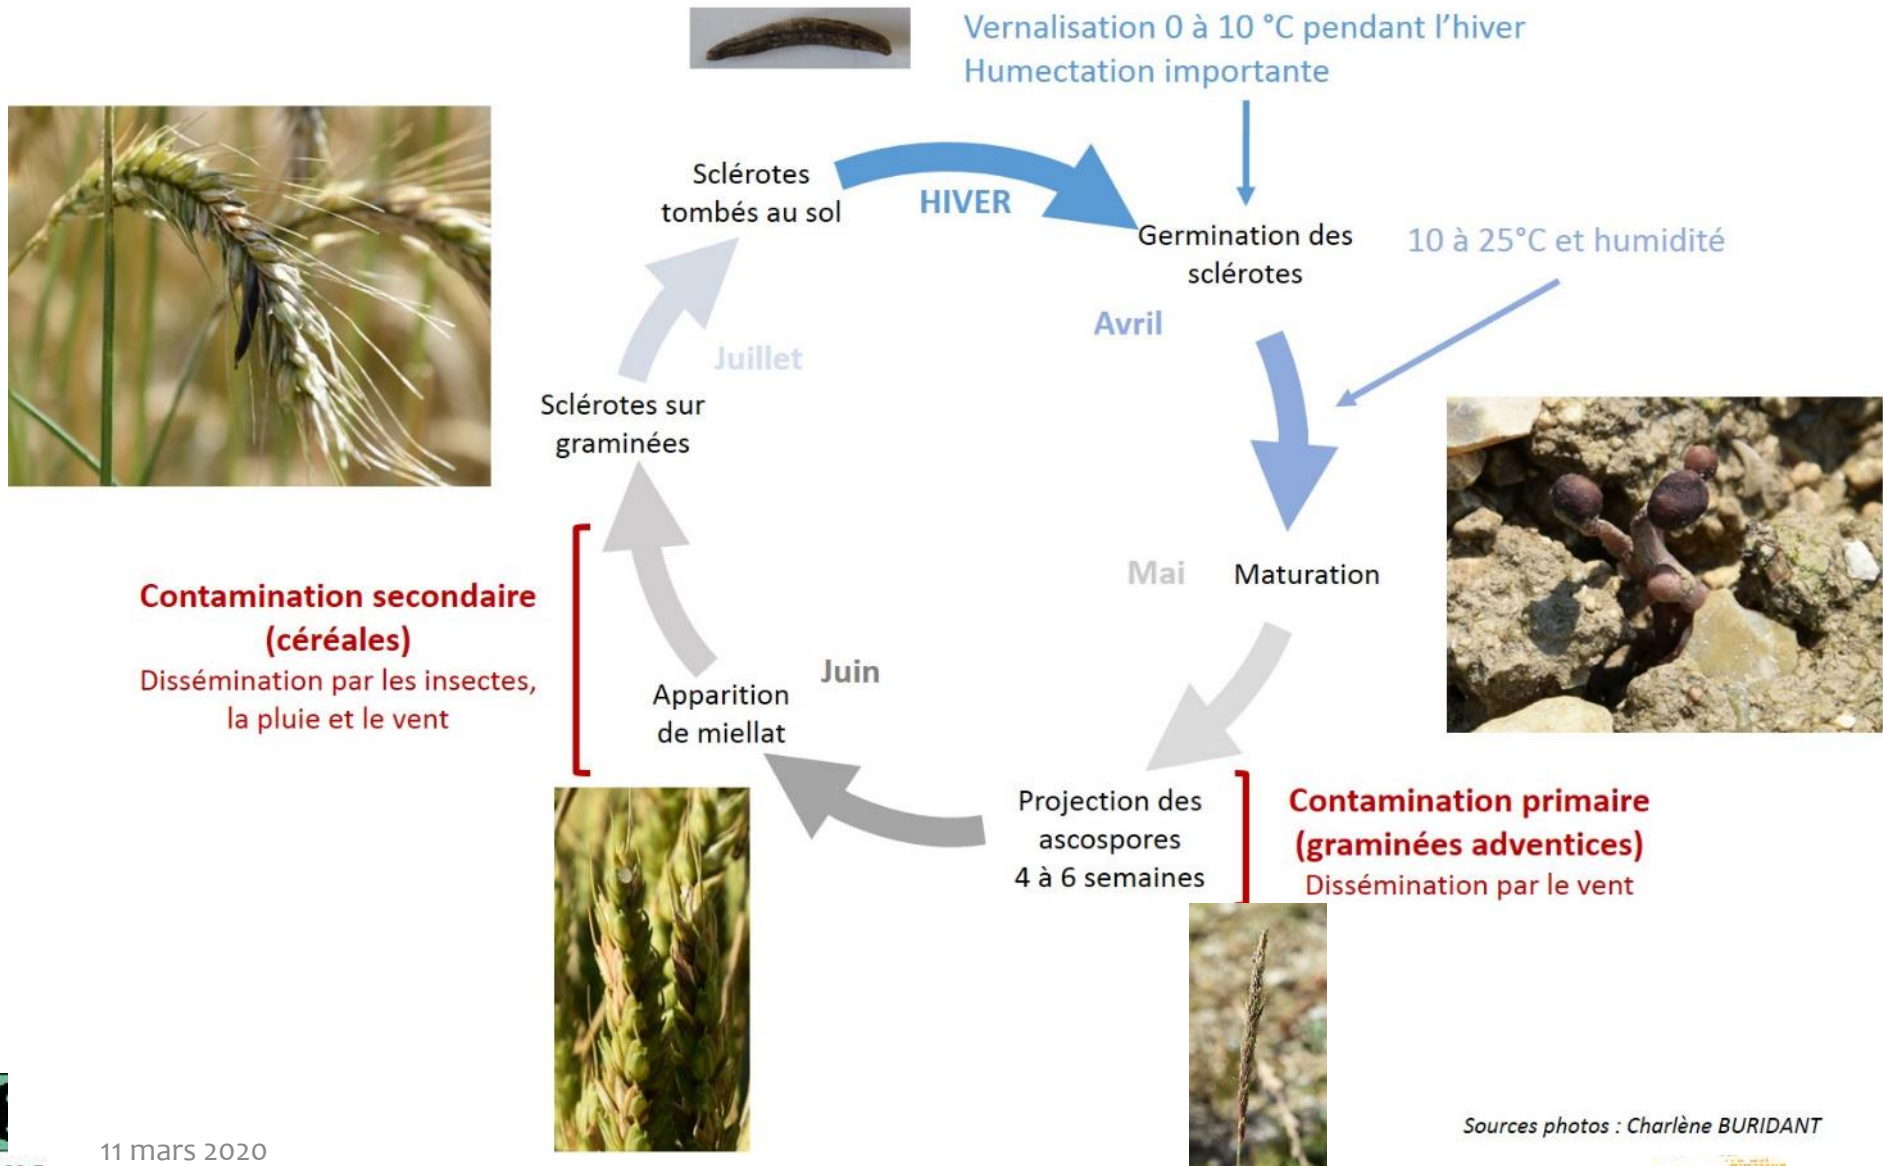 Vernalisation 0 à 10 °C pendant l'hiver
Humectation importante
Sclérotes
tombés au sol
HIVER
Germination des
sclérotes
10 à 25°C et humidité
Avril
Juillet
Sclérotes sur
graminées
Mai
Maturation
Contamination secondaire
(céréales)
Dissémination par les insectes,
la pluie et le vent
Juin
Apparition
de miellat
Projection des
ascospores
4 à 6 semaines
Contamination primaire
(graminées adventices)
Dissémination par le vent
Sources photos : Charlène BURIDANT
11 mars 2020